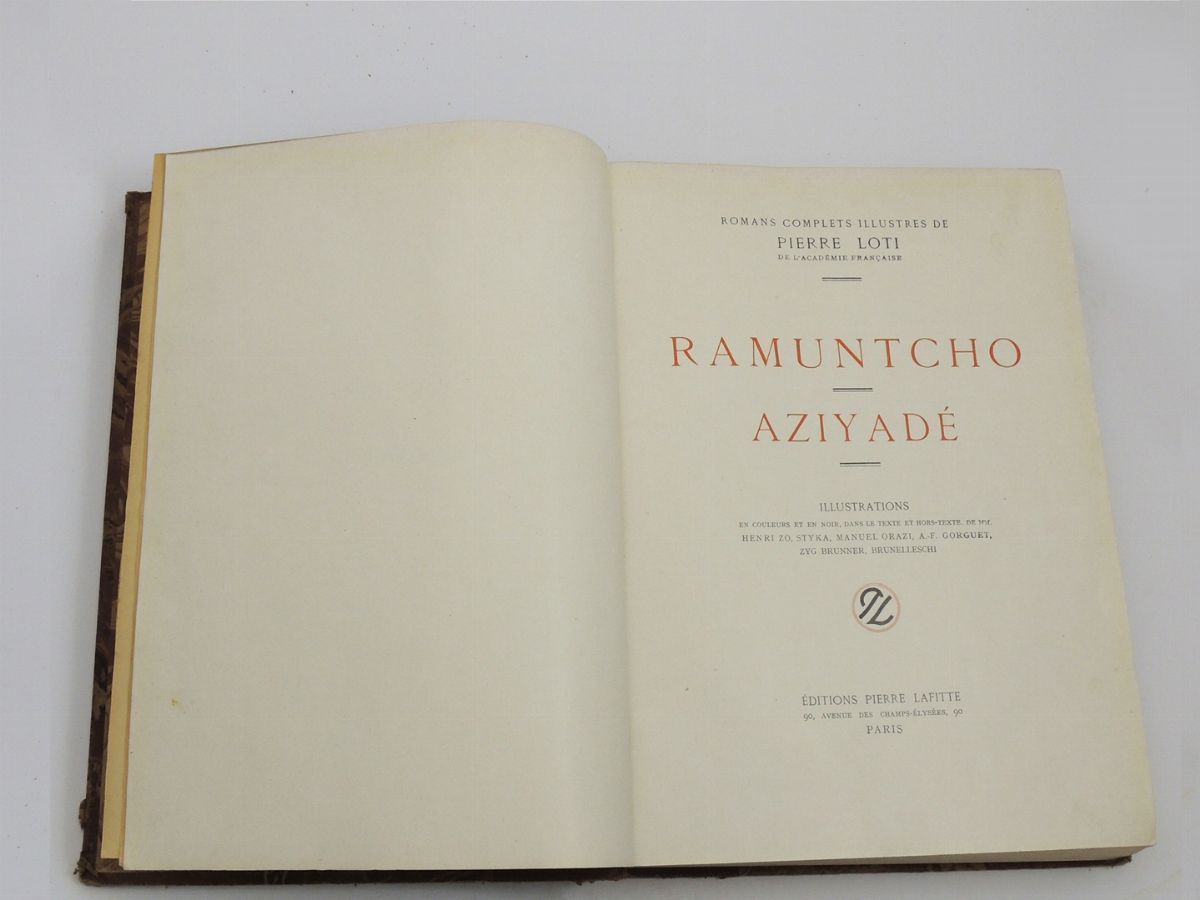 ROMANS COMPLETS ILLUSTRES DE
PIERRE LOTI
DE L'ACADÉMIE FRANÇAISE
RAMUNTCHO
AZIYADÉ
ILLUSTRATIONS
EN COULEURS ET EN NOIR, DANS LE TEXTE ET HORS-TEXTE, DE MM.
HENRI ZO, STYKA, MANUEL ORAZI, A.-F. GORGUET,
ZYG BRUNNER, BRUNELLESCHI
PL
ÉDITIONS PIERRE LAFITTE
90, AVENUE DES CHAMPS-ÉLYSÉES, 90
PARIS